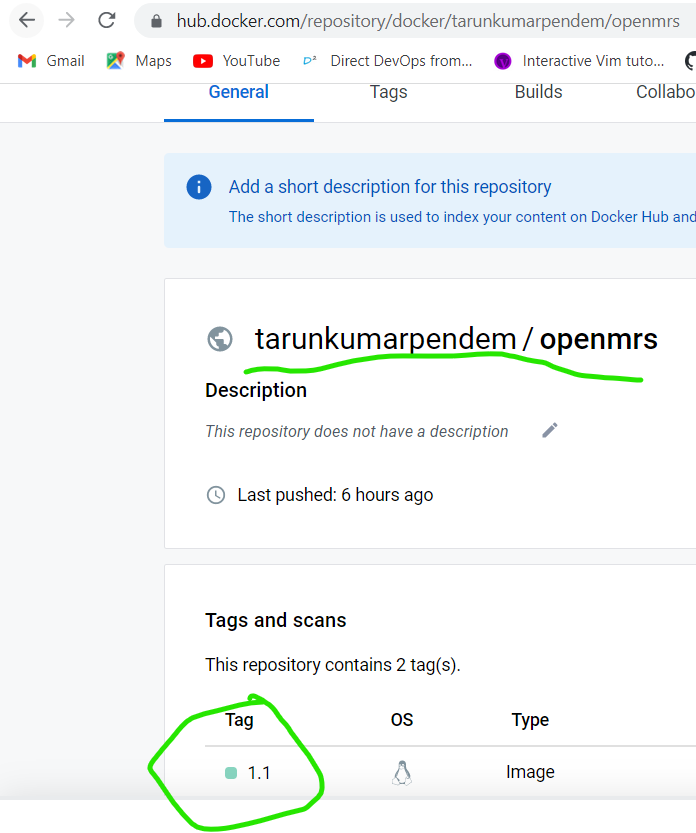 hub.docker.com/repository/docker/tarunkumarpendem/openmrs
Gmail Maps YouTube D² Direct DevOps from... Interactive Vim tuto...
General Tags Builds Collabo
Add a short description for this repository
The short description is used to index your content on Docker Hub and
tarunkumarpendem / openmrs
Description
This repository does not have a description
Last pushed: 6 hours ago
Tags and scans
This repository contains 2 tag(s).
Tag OS Type
1.1 Image